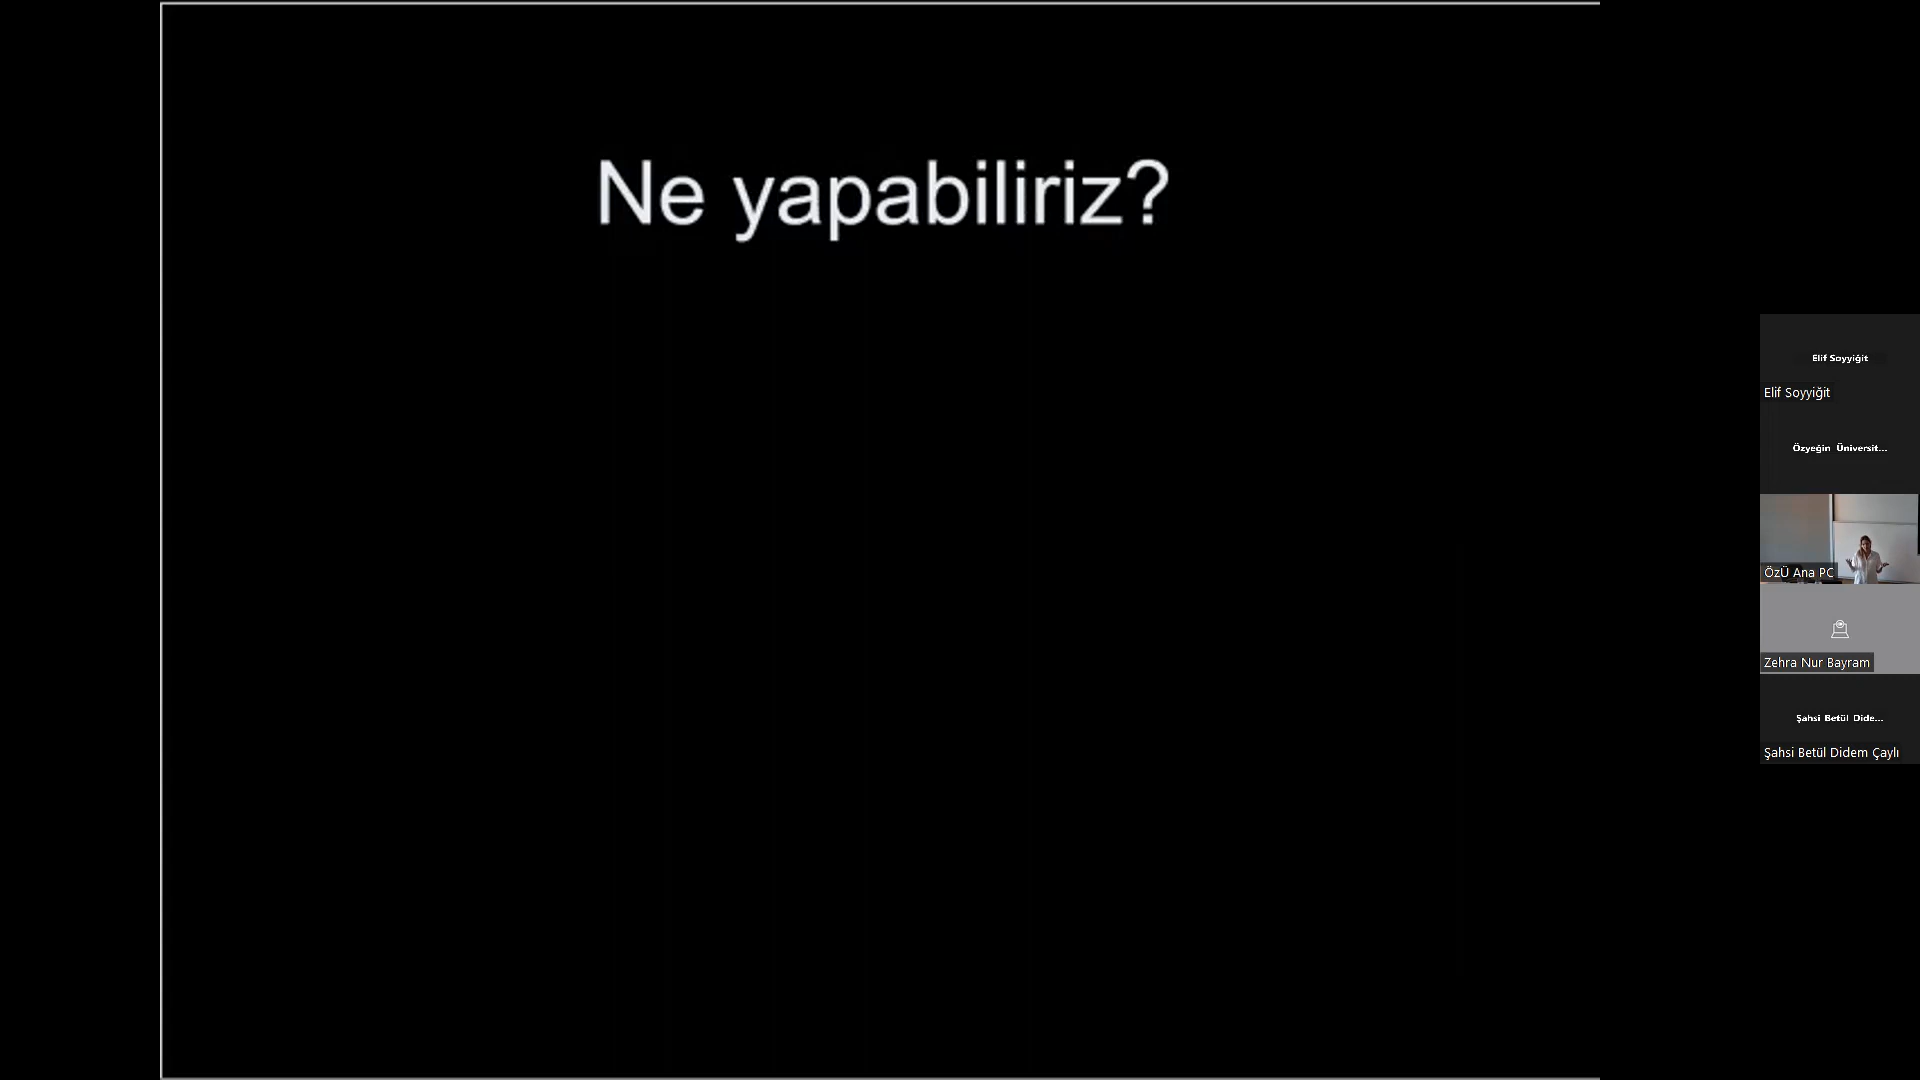 Ne yapabiliriz?
Elif Soyyiğit
Elif Soyyiğit
Özyeğin Üniversit...
ÖzÜ Ana PC
Zehra Nur Bayram
Şahsi Betül Dide...
Şahsi Betül Didem Çaylı